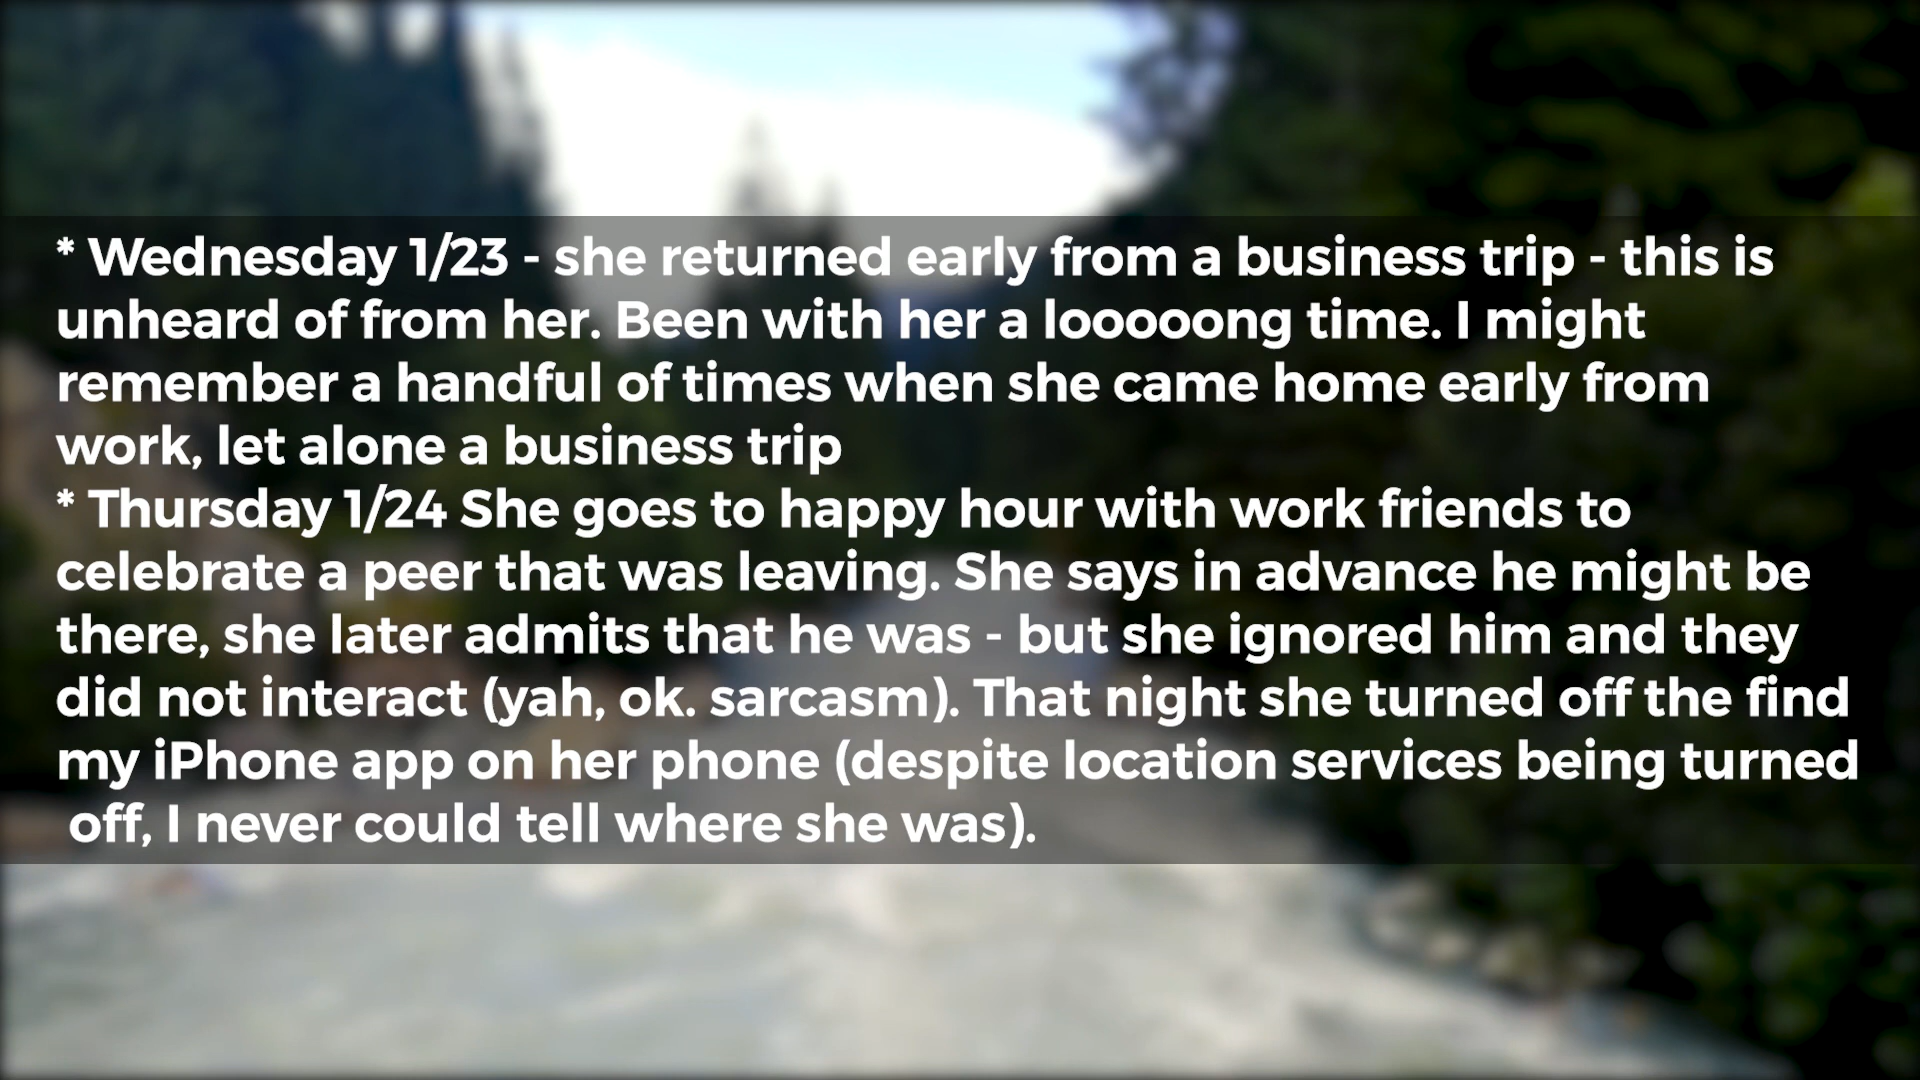 * Wednesday 1/23 - she returned early from a business trip - this is
unheard of from her. Been with her a looooong time. I might
remember a handful of times when she came home early from
work, let alone a business trip
* Thursday 1/24 She goes to happy hour with work friends to
celebrate a peer that was leaving. She says in advance he might be
there, she later admits that he was - but she ignored him and they
did not interact (yah, ok. sarcasm). That night she turned off the find
my iPhone app on her phone (despite location services being turned
off, I never could tell where she was).